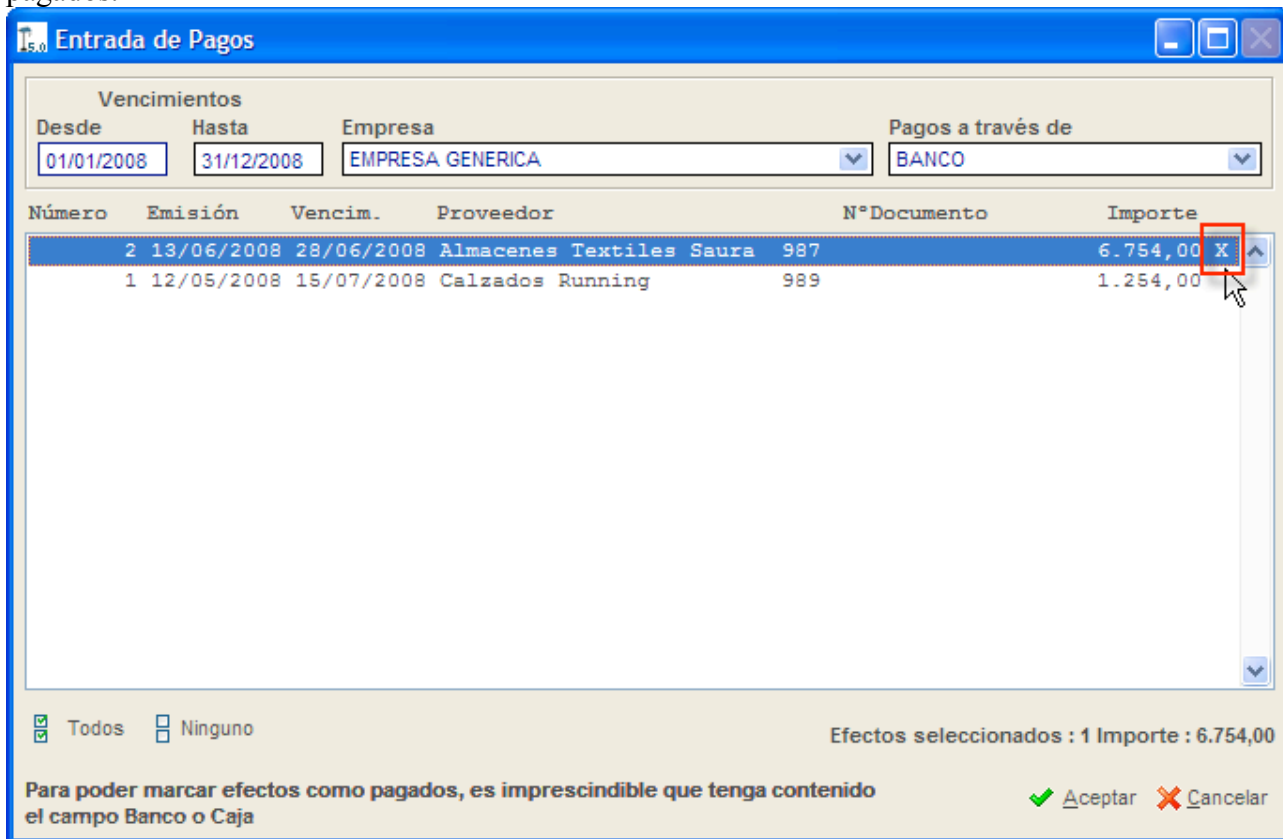 pagados.
T5.0 Entrada de Pagos
Vencimientos
Desde Hasta Empresa Pagos a través de
01/01/2008 31/12/2008 EMPRESA GENERICA BANCO
Número Emisión Vencim. Proveedor NºDocumento Importe
2 13/06/2008 28/06/2008 Almacenes Textiles Saura 987 6.754,00 X
1 12/05/2008 15/07/2008 Calzados Running 989 1.254,00
Todos Ninguno
Efectos seleccionados : 1 Importe : 6.754,00
Para poder marcar efectos como pagados, es imprescindible que tenga contenido
el campo Banco o Caja
Aceptar Cancelar